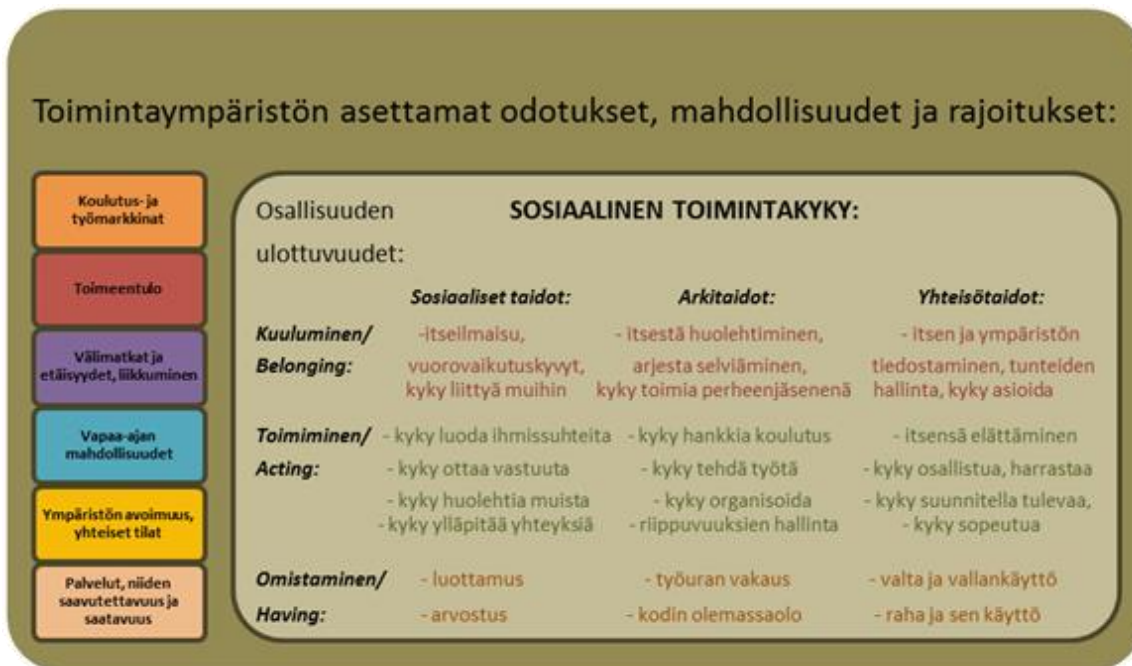 Toimintaympäristön asettamat odotukset, mahdollisuudet ja rajoitukset:
Koulutus- ja
työmarkkinat
Toimeentulo
Välimatkat ja
etäisyydet, liikkuminen
Vapaa-ajan
mahdollisuudet
Ympäristön avoimuus,
yhteiset tilat
Palvelut, niiden
saavutettavuus ja
saatavuus
Osallisuuden SOSIAALINEN TOIMINTAKYKY:
ulottuvuudet:
Sosiaaliset taidot: Arkitaidot: Yhteisötaidot:
Kuuluminen/ -itseilmaisu, - itsestä huolehtiminen, - itsen ja ympäristön
Belonging: vuorovaikutuskyvyt, arjesta selviäminen, tiedostaminen, tunteiden
kyky liittyä muihin kyky toimia perheenjäsenenä hallinta, kyky asioida
Toimiminen/ - kyky luoda ihmissuhteita - kyky hankkia koulutus - itsensä elättäminen
Acting: - kyky ottaa vastuuta - kyky tehdä työtä - kyky osallistua, harrastaa
- kyky huolehtia muista - kyky organisoida - kyky suunnitella tulevaa,
- kyky ylläpitää yhteyksiä - riippuvuuksien hallinta - kyky sopeutua
Omistaminen/ - luottamus - työuran vakaus - valta ja vallankäyttö
Having: - arvostus - kodin olemassaolo - raha ja sen käyttö